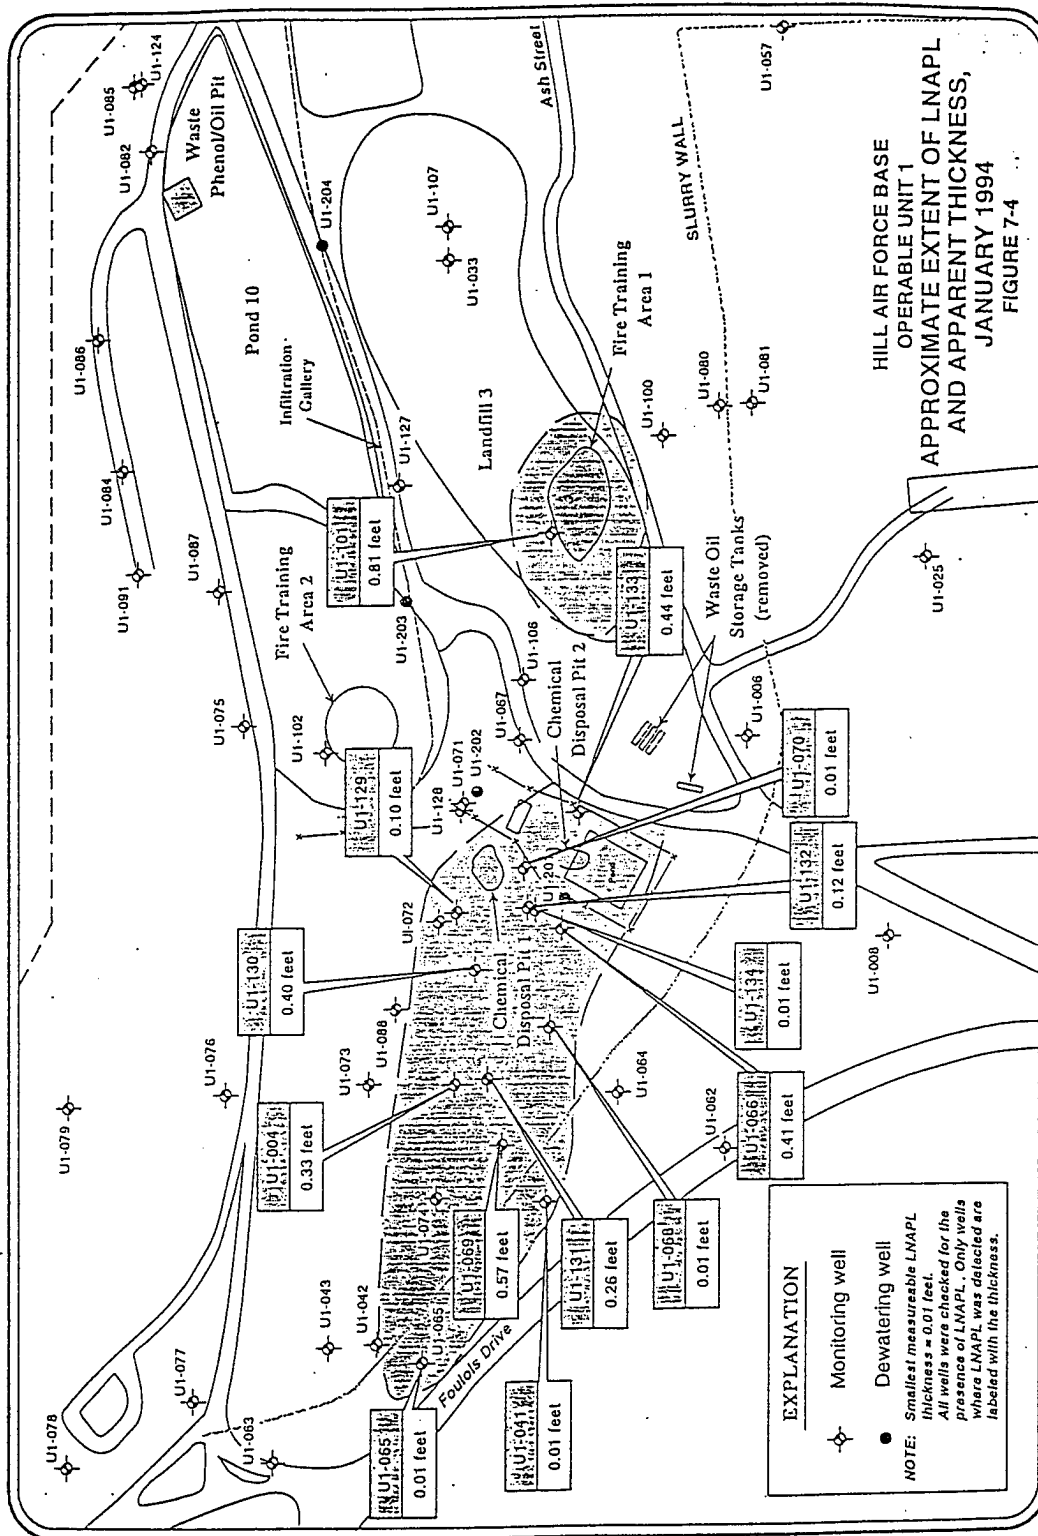 HILL AIR FORCE BASE
OPERABLE UNIT 1
APPROXIMATE EXTENT OF LNAPL
AND APPARENT THICKNESS,
JANUARY 1994
FIGURE 7-4
U1-078
U1-077
U1-063
U1-079
U1-076
U1-043
U1-042
U1-065
0.01 feet
U1-065
Foulois Drive
U1-041
0.01 feet
U1-074
U1-069
0.57 feet
U1-131
0.26 feet
U1-068
0.01 feet
U1-004
0.33 feet
U1-073
U1-088
U1-130
0.40 feet
Chemical
Disposal Pit 1
U1-064
U1-062
U1-066
0.41 feet
U1-134
0.01 feet
U1-132
0.12 feet
U1-070
0.01 feet
U1-008
U1-072
U1-129
0.10 feet
U1-128
U1-071
U1-202
U1-201
Pond
U1-102
U1-075
Fire Training
Area 2
U1-067
U1-106
Chemical
Disposal Pit 2
U1-133
0.44 feet
U1-006
Waste Oil
Storage Tanks
(removed)
U1-025
U1-091
U1-087
U1-084
U1-086
U1-203
U1-101
0.81 feet
U1-127
Infiltration
Gallery
Pond 10
Landfill 3
Fire Training
Area 1
U1-100
U1-080
U1-081
U1-033
U1-107
U1-204
Waste
Phenol/Oil Pit
U1-082
U1-085
U1-124
Ash Street
SLURRY WALL
U1-057
EXPLANATION
Monitoring well
Dewatering well
NOTE: Smallest measureable LNAPL
thickness = 0.01 feet.
All wells were checked for the
presence of LNAPL. Only wells
where LNAPL was detected are
labeled with the thickness.